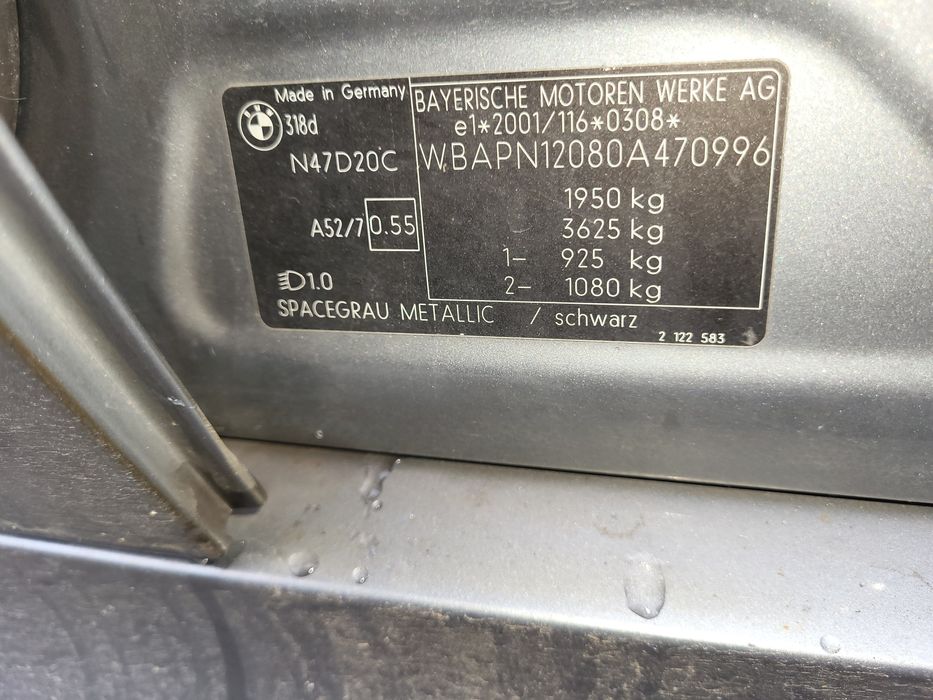 Made in Germany
318d
N47D20C
A52/7 0.55
1.0
SPACEGRAU METALLIC / schwarz
BAYERISCHE MOTOREN WERKE AG
e1*2001/116*0308*
WBAPN12080A470996
1950 kg
3625 kg
1- 925 kg
2- 1080 kg
2 122 583